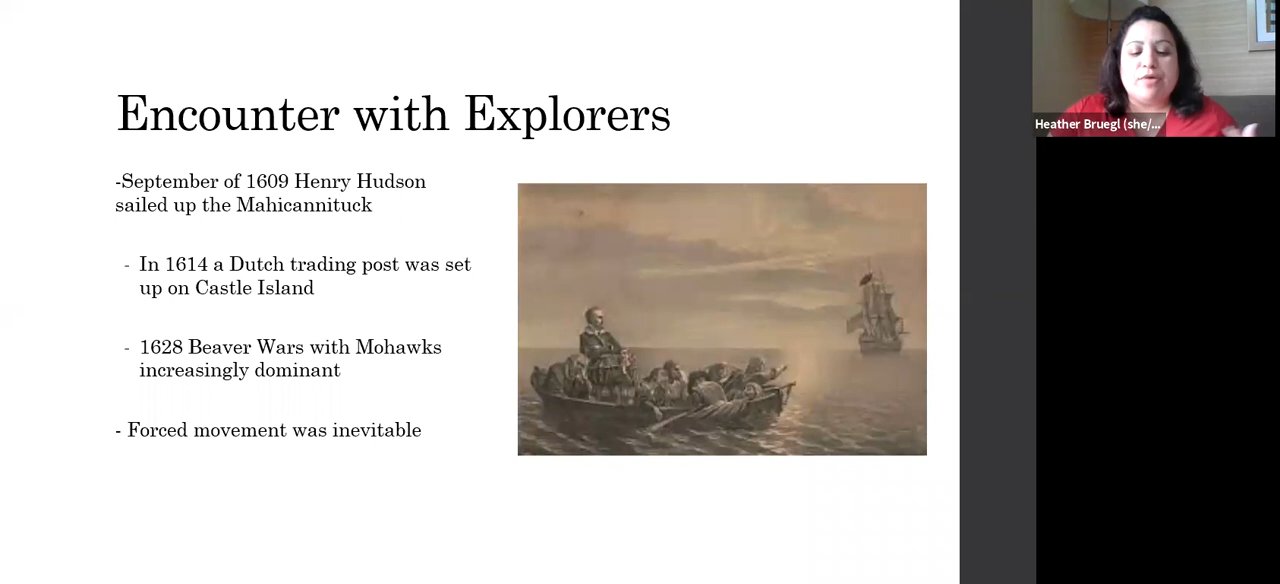 Encounter with Explorers
-September of 1609 Henry Hudson
sailed up the Mahicannituck
- In 1614 a Dutch trading post was set
up on Castle Island
- 1628 Beaver Wars with Mohawks
increasingly dominant
- Forced movement was inevitable
Heather Bruegl (she/...